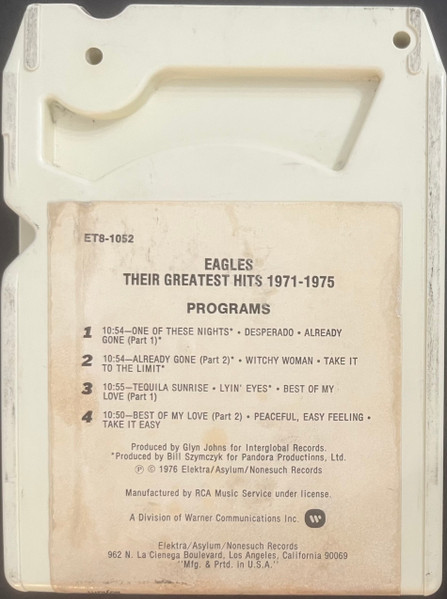 ET8-1052
EAGLES
THEIR GREATEST HITS 1971-1975
PROGRAMS
1 10:54—ONE OF THESE NIGHTS* • DESPERADO • ALREADY
GONE (Part 1)*
2 10:54—ALREADY GONE (Part 2)* • WITCHY WOMAN • TAKE IT
TO THE LIMIT*
3 10:55—TEQUILA SUNRISE • LYIN' EYES* • BEST OF MY
LOVE (Part 1)
4 10:50—BEST OF MY LOVE (Part 2) • PEACEFUL, EASY FEELING •
TAKE IT EASY
Produced by Glyn Johns for Interglobal Records.
*Produced by Bill Szymczyk for Pandora Productions, Ltd.
℗ © 1976 Elektra/Asylum/Nonesuch Records
Manufactured by RCA Music Service under license.
A Division of Warner Communications Inc. W
Elektra/Asylum/Nonesuch Records
962 N. La Cienega Boulevard, Los Angeles, California 90069
"Mfg. & Prtd. in U.S.A."